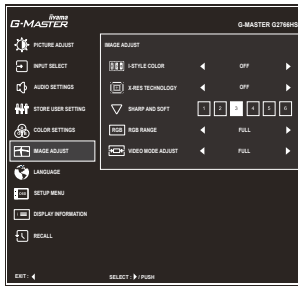 iiyama
G-MASTER
G-MASTER G2766HS
PICTURE ADJUST
INPUT SELECT
AUDIO SETTINGS
STORE USER SETTING
COLOR SETTINGS
IMAGE ADJUST
LANGUAGE
OSD SETUP MENU
DISPLAY INFORMATION
RECALL
IMAGE ADJUST
I-STYLE COLOR OFF
X-RES TECHNOLOGY OFF
SHARP AND SOFT 1 2 3 4 5 6
RGB RGB RANGE FULL
VIDEO MODE ADJUST FULL
EXIT :
SELECT : / PUSH